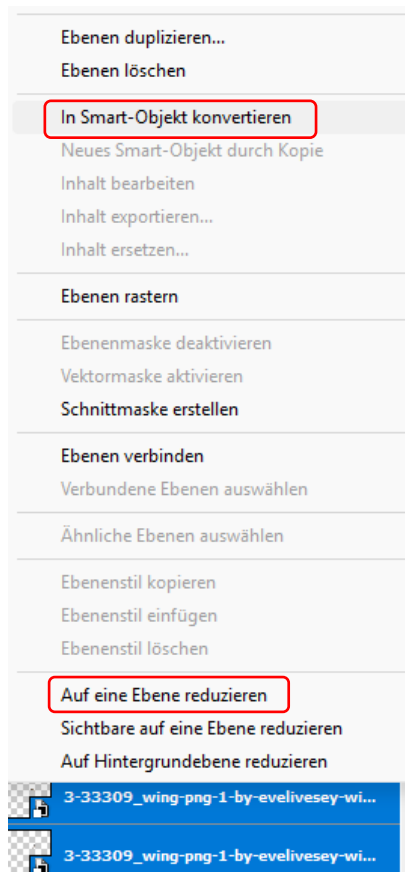 Ebenen duplizieren...
Ebenen löschen
In Smart-Objekt konvertieren
Neues Smart-Objekt durch Kopie
Inhalt bearbeiten
Inhalt exportieren...
Inhalt ersetzen...
Ebenen rastern
Ebenenmaske deaktivieren
Vektormaske aktivieren
Schnittmaske erstellen
Ebenen verbinden
Verbundene Ebenen auswählen
Ähnliche Ebenen auswählen
Ebenenstil kopieren
Ebenenstil einfügen
Ebenenstil löschen
Auf eine Ebene reduzieren
Sichtbare auf eine Ebene reduzieren
Auf Hintergrundebene reduzieren
3-33309_wing-png-1-by-evelivesey-wi...
3-33309_wing-png-1-by-evelivesey-wi...